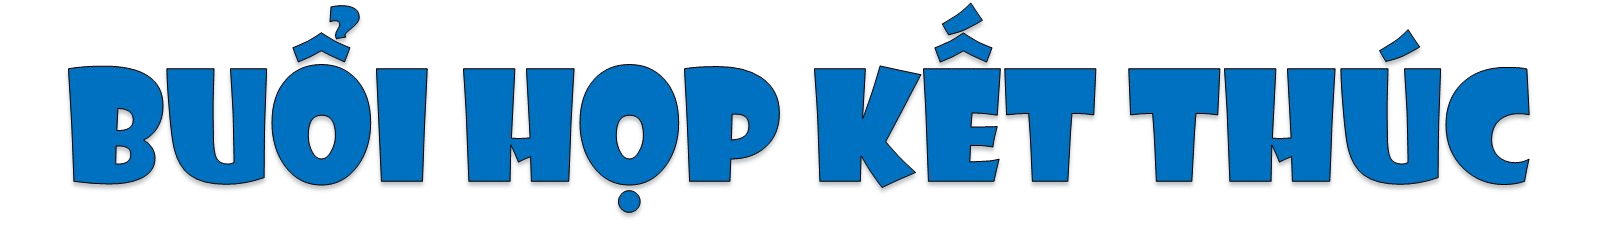 BUỔI HỌP KẾT THÚC